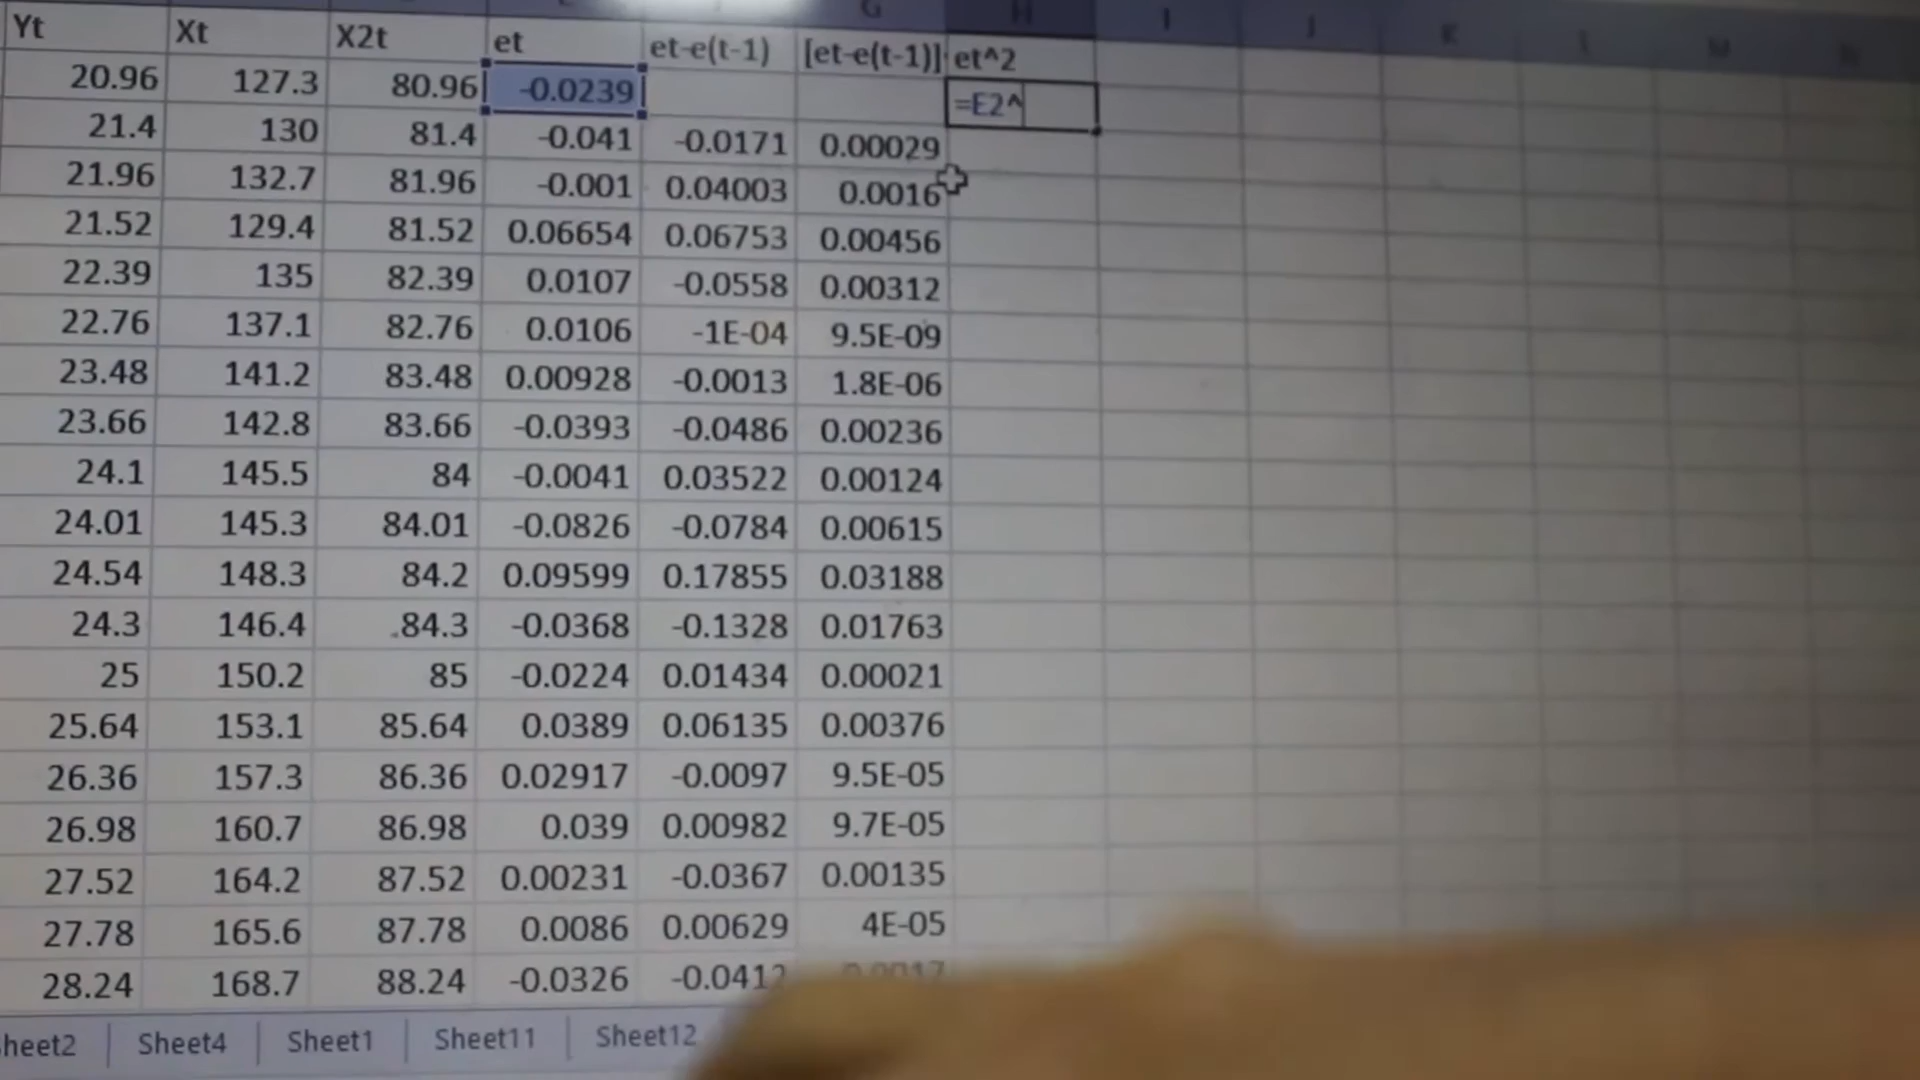 G H I J K L M N
Yt Xt X2t et et-e(t-1) [et-e(t-1)] et^2
20.96 127.3 80.96 -0.0239 =E2^
21.4 130 81.4 -0.041 -0.0171 0.00029
21.96 132.7 81.96 -0.001 0.04003 0.0016
21.52 129.4 81.52 0.06654 0.06753 0.00456
22.39 135 82.39 0.0107 -0.0558 0.00312
22.76 137.1 82.76 0.0106 -1E-04 9.5E-09
23.48 141.2 83.48 0.00928 -0.0013 1.8E-06
23.66 142.8 83.66 -0.0393 -0.0486 0.00236
24.1 145.5 84 -0.0041 0.03522 0.00124
24.01 145.3 84.01 -0.0826 -0.0784 0.00615
24.54 148.3 84.2 0.09599 0.17855 0.03188
24.3 146.4 84.3 -0.0368 -0.1328 0.01763
25 150.2 85 -0.0224 0.01434 0.00021
25.64 153.1 85.64 0.0389 0.06135 0.00376
26.36 157.3 86.36 0.02917 -0.0097 9.5E-05
26.98 160.7 86.98 0.039 0.00982 9.7E-05
27.52 164.2 87.52 0.00231 -0.0367 0.00135
27.78 165.6 87.78 0.0086 0.00629 4E-05
28.24 168.7 88.24 -0.0326 -0.0412 0.0017
heet2 Sheet4 Sheet1 Sheet11 Sheet12